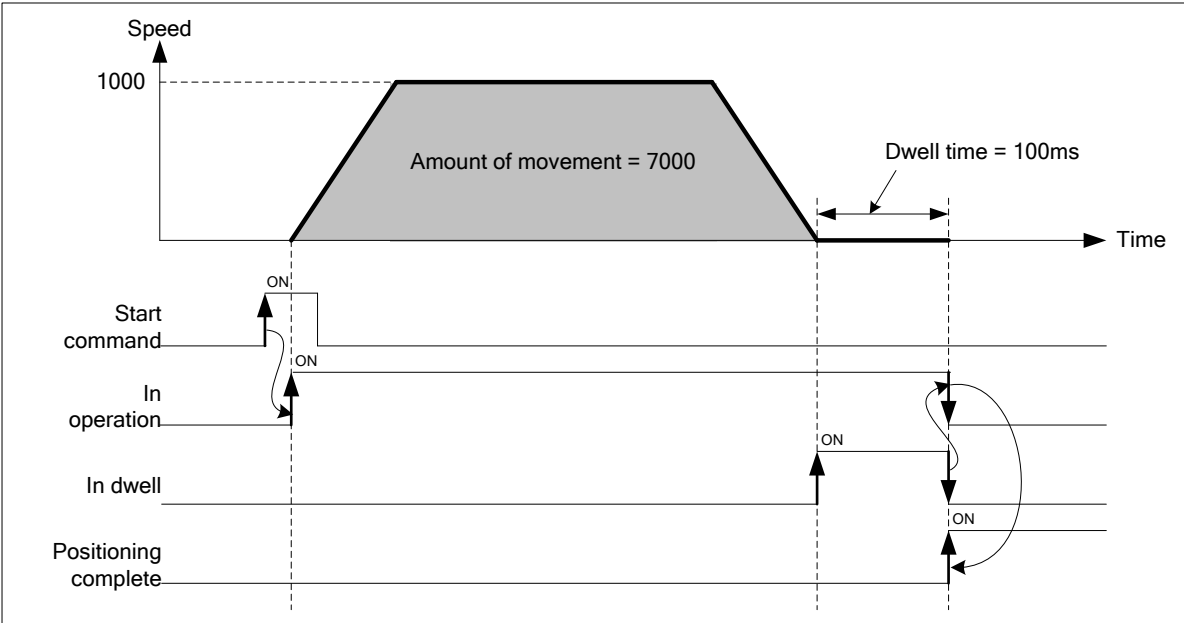 Speed
1000
Amount of movement = 7000
Dwell time = 100ms
Time
ON
Start
command
ON
In
operation
ON
In dwell
ON
Positioning
complete